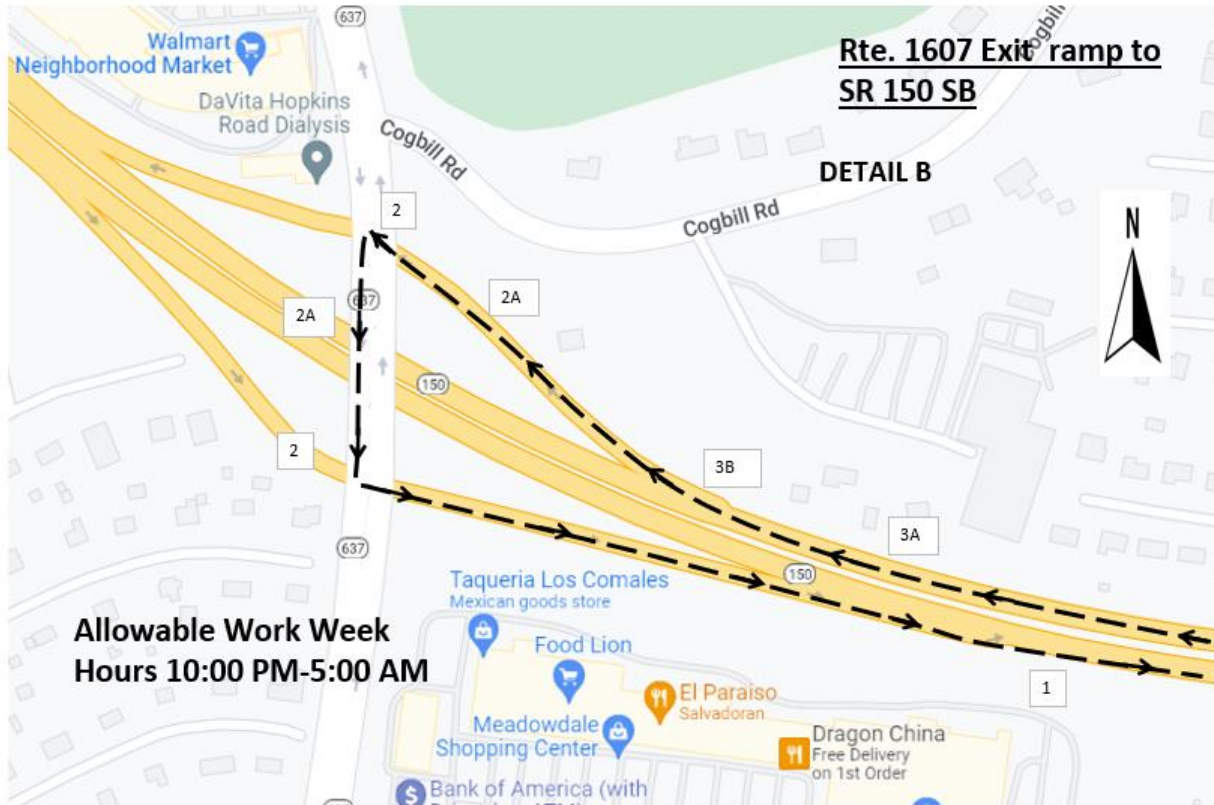 637
Walmart
Neighborhood Market
Rte. 1607 Exit ramp to
SR 150 SB
DaVita Hopkins
Road Dialysis
Cogbill Rd
Cogbill
DETAIL B
2
Cogbill Rd
N
2A
637
2A
150
2
3B
3A
637
150
Taqueria Los Comales
Mexican goods store
Allowable Work Week
Hours 10:00 PM-5:00 AM
Food Lion
El Paraiso
Salvadoran
1
Meadowdale
Shopping Center
Dragon China
Free Delivery
on 1st Order
Bank of America (with